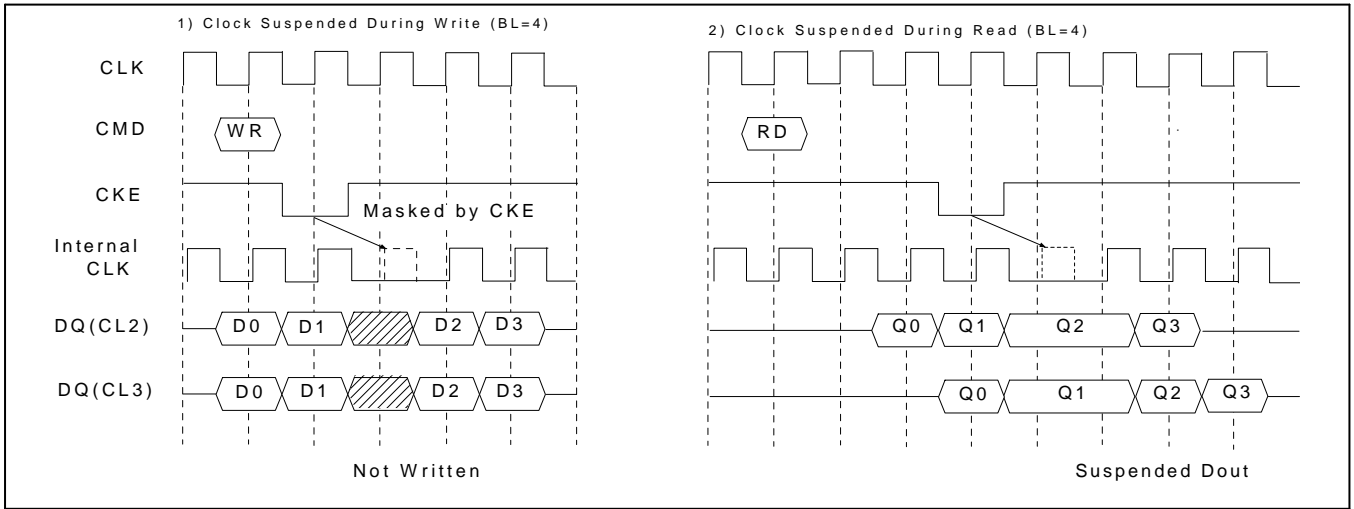 1) Clock Suspended During Write (BL=4)
2) Clock Suspended During Read (BL=4)
CLK
CMD
WR
RD
CKE
Masked by CKE
Internal
CLK
DQ(CL2)
D0
D1
D2
D3
Q0
Q1
Q2
Q3
DQ(CL3)
D0
D1
D2
D3
Q0
Q1
Q2
Q3
Not Written
Suspended Dout